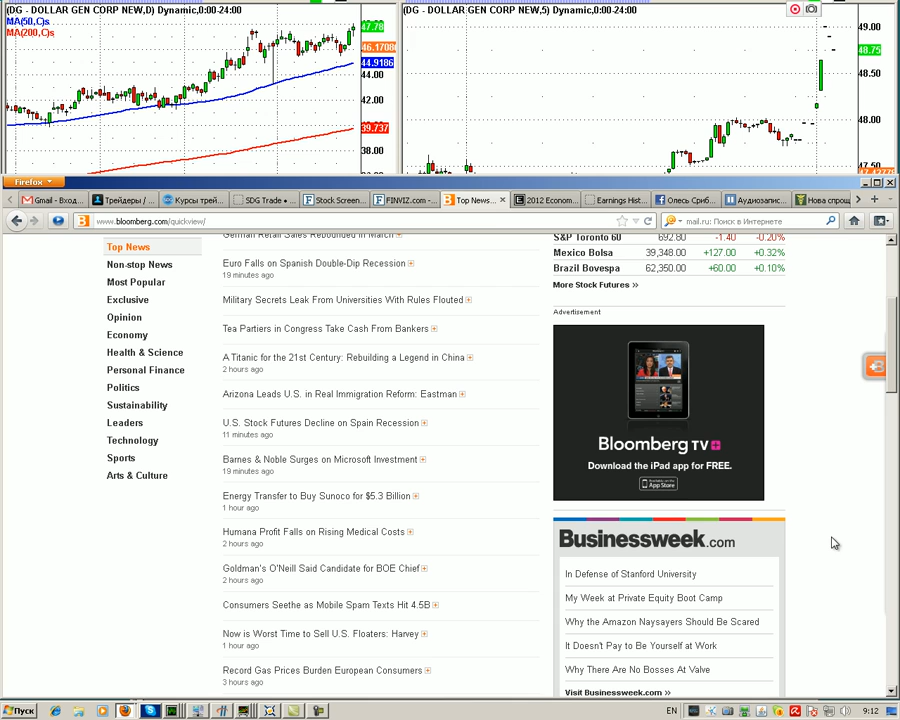 (DG - DOLLAR GEN CORP NEW,D) Dynamic,0:00-24:00
MA(50,C)s
MA(200,C)s
47.78
46.1708
44.9186
44.00
42.00
39.737
38.00
(DG - DOLLAR GEN CORP NEW,5) Dynamic,0:00-24:00
49.00
48.75
48.50
48.00
47.50
Firefox
Gmail - Вход...
Трейдеры / ...
Курсы трей...
SDG Trade • ...
Stock Screen...
FINVIZ.com -...
Top News...
2012 Econom...
Earnings Hist...
Олесь Сриб...
Аудиозапис...
Нова спрощ
www.bloomberg.com/quickview/
mail.ru: Поиск в Интернете
Top News
Non-stop News
Most Popular
Exclusive
Opinion
Economy
Health & Science
Personal Finance
Politics
Sustainability
Leaders
Technology
Sports
Arts & Culture
German Retail Sales Rebounded in March
Euro Falls on Spanish Double-Dip Recession
19 minutes ago
Military Secrets Leak From Universities With Rules Flouted
Tea Partiers in Congress Take Cash From Bankers
A Titanic for the 21st Century: Rebuilding a Legend in China
2 hours ago
Arizona Leads U.S. in Real Immigration Reform: Eastman
U.S. Stock Futures Decline on Spain Recession
11 minutes ago
Barnes & Noble Surges on Microsoft Investment
19 minutes ago
Energy Transfer to Buy Sunoco for $5.3 Billion
1 hour ago
Humana Profit Falls on Rising Medical Costs
2 hours ago
Goldman's O'Neill Said Candidate for BOE Chief
2 hours ago
Consumers Seethe as Mobile Spam Texts Hit 4.5B
Now is Worst Time to Sell U.S. Floaters: Harvey
1 hour ago
Record Gas Prices Burden European Consumers
3 hours ago
S&P Toronto 60 692.80 -1.40 -0.20%
Mexico Bolsa 39,348.00 +127.00 +0.32%
Brazil Bovespa 62,350.00 +60.00 +0.10%
More Stock Futures »
Advertisement
Bloomberg TV+
Download the iPad app for FREE.
Available on the
App Store
Businessweek.com
In Defense of Stanford University
My Week at Private Equity Boot Camp
Why the Amazon Naysayers Should Be Scared
It Doesn't Pay to Be Yourself at Work
Why There Are No Bosses At Valve
Visit Businessweek.com »
Пуск
EN
9:12